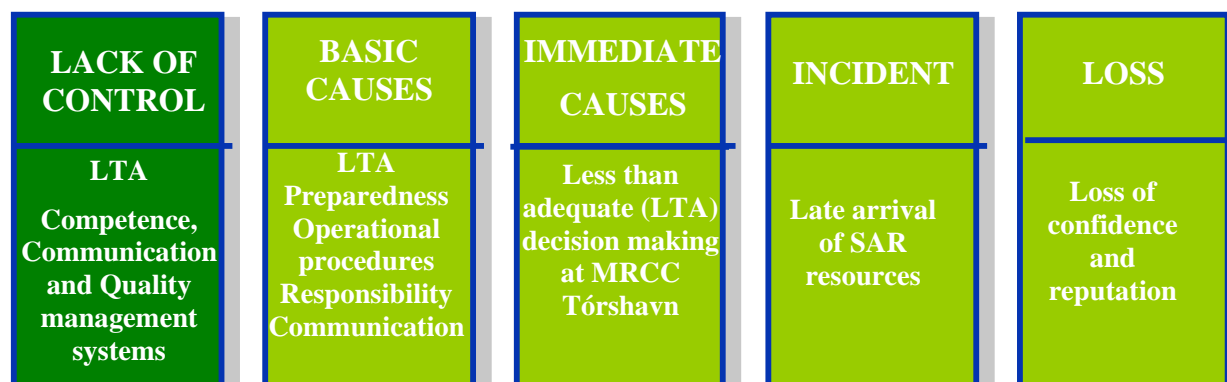 LACK OF
CONTROL
LTA
Competence,
Communication
and Quality
management
systems
BASIC
CAUSES
LTA
Preparedness
Operational
procedures
Responsibility
Communication
IMMEDIATE
CAUSES
Less than
adequate (LTA)
decision making
at MRCC
Tórshavn
INCIDENT
Late arrival
of SAR
resources
LOSS
Loss of
confidence
and
reputation